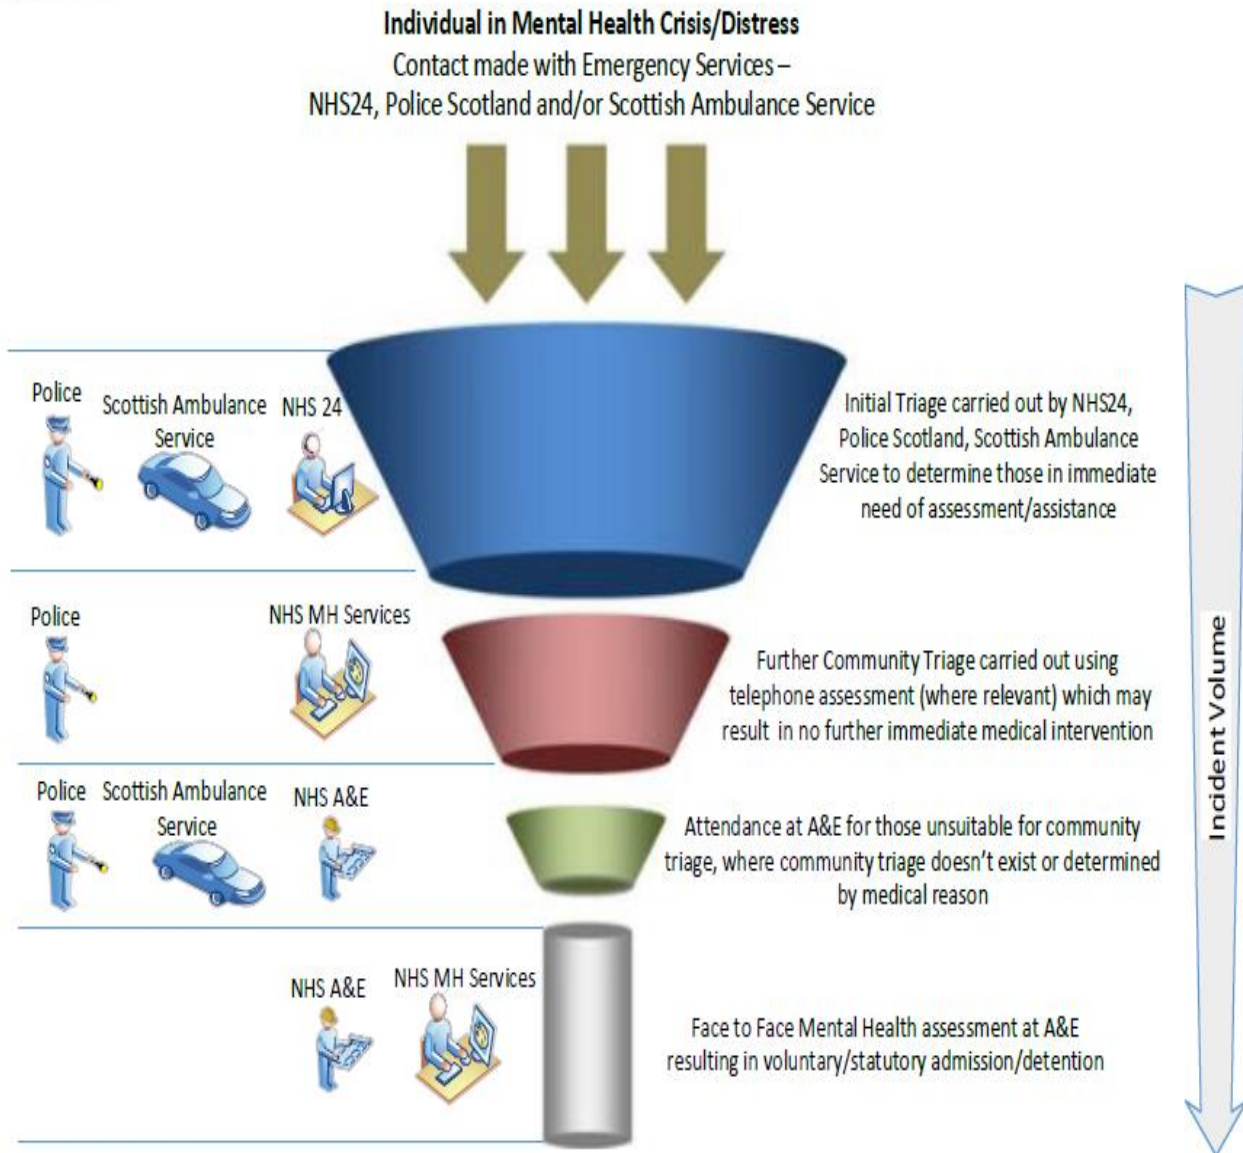 Individual in Mental Health Crisis/Distress
Contact made with Emergency Services –
NHS24, Police Scotland and/or Scottish Ambulance Service
Police
Scottish Ambulance
Service
NHS 24
Initial Triage carried out by NHS24,
Police Scotland, Scottish Ambulance
Service to determine those in immediate
need of assessment/assistance
Police
NHS MH Services
Further Community Triage carried out using
telephone assessment (where relevant) which may
result in no further immediate medical intervention
Police
Scottish Ambulance
Service
NHS A&E
Attendance at A&E for those unsuitable for community
triage, where community triage doesn't exist or determined
by medical reason
NHS A&E
NHS MH Services
Face to Face Mental Health assessment at A&E
resulting in voluntary/statutory admission/detention
Incident Volume